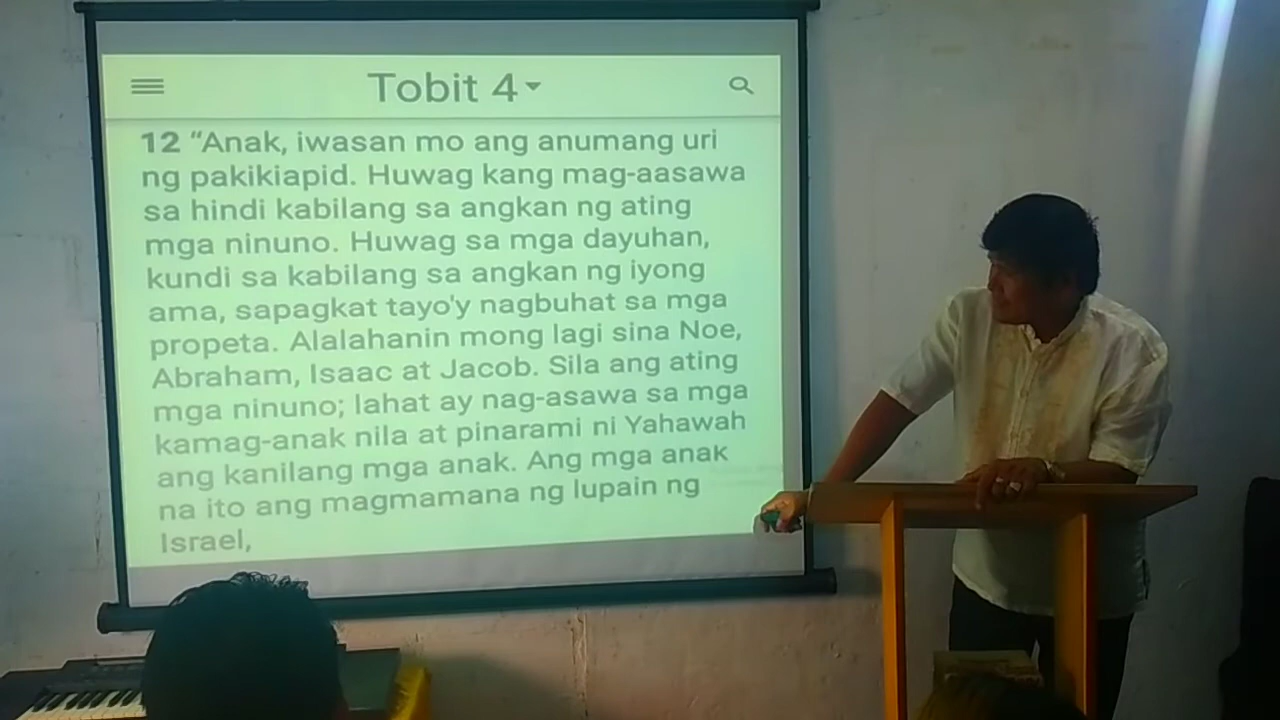 Tobit 4
12 “Anak, iwasan mo ang anumang uri
ng pakikiapid. Huwag kang mag-aasawa
sa hindi kabilang sa angkan ng ating
mga ninuno. Huwag sa mga dayuhan,
kundi sa kabilang sa angkan ng iyong
ama, sapagkat tayo'y nagbuhat sa mga
propeta. Alalahanin mong lagi sina Noe,
Abraham, Isaac at Jacob. Sila ang ating
mga ninuno; lahat ay nag-asawa sa mga
kamag-anak nila at pinarami ni Yahawah
ang kanilang mga anak. Ang mga anak
na ito ang magmamana ng lupain ng
Israel,